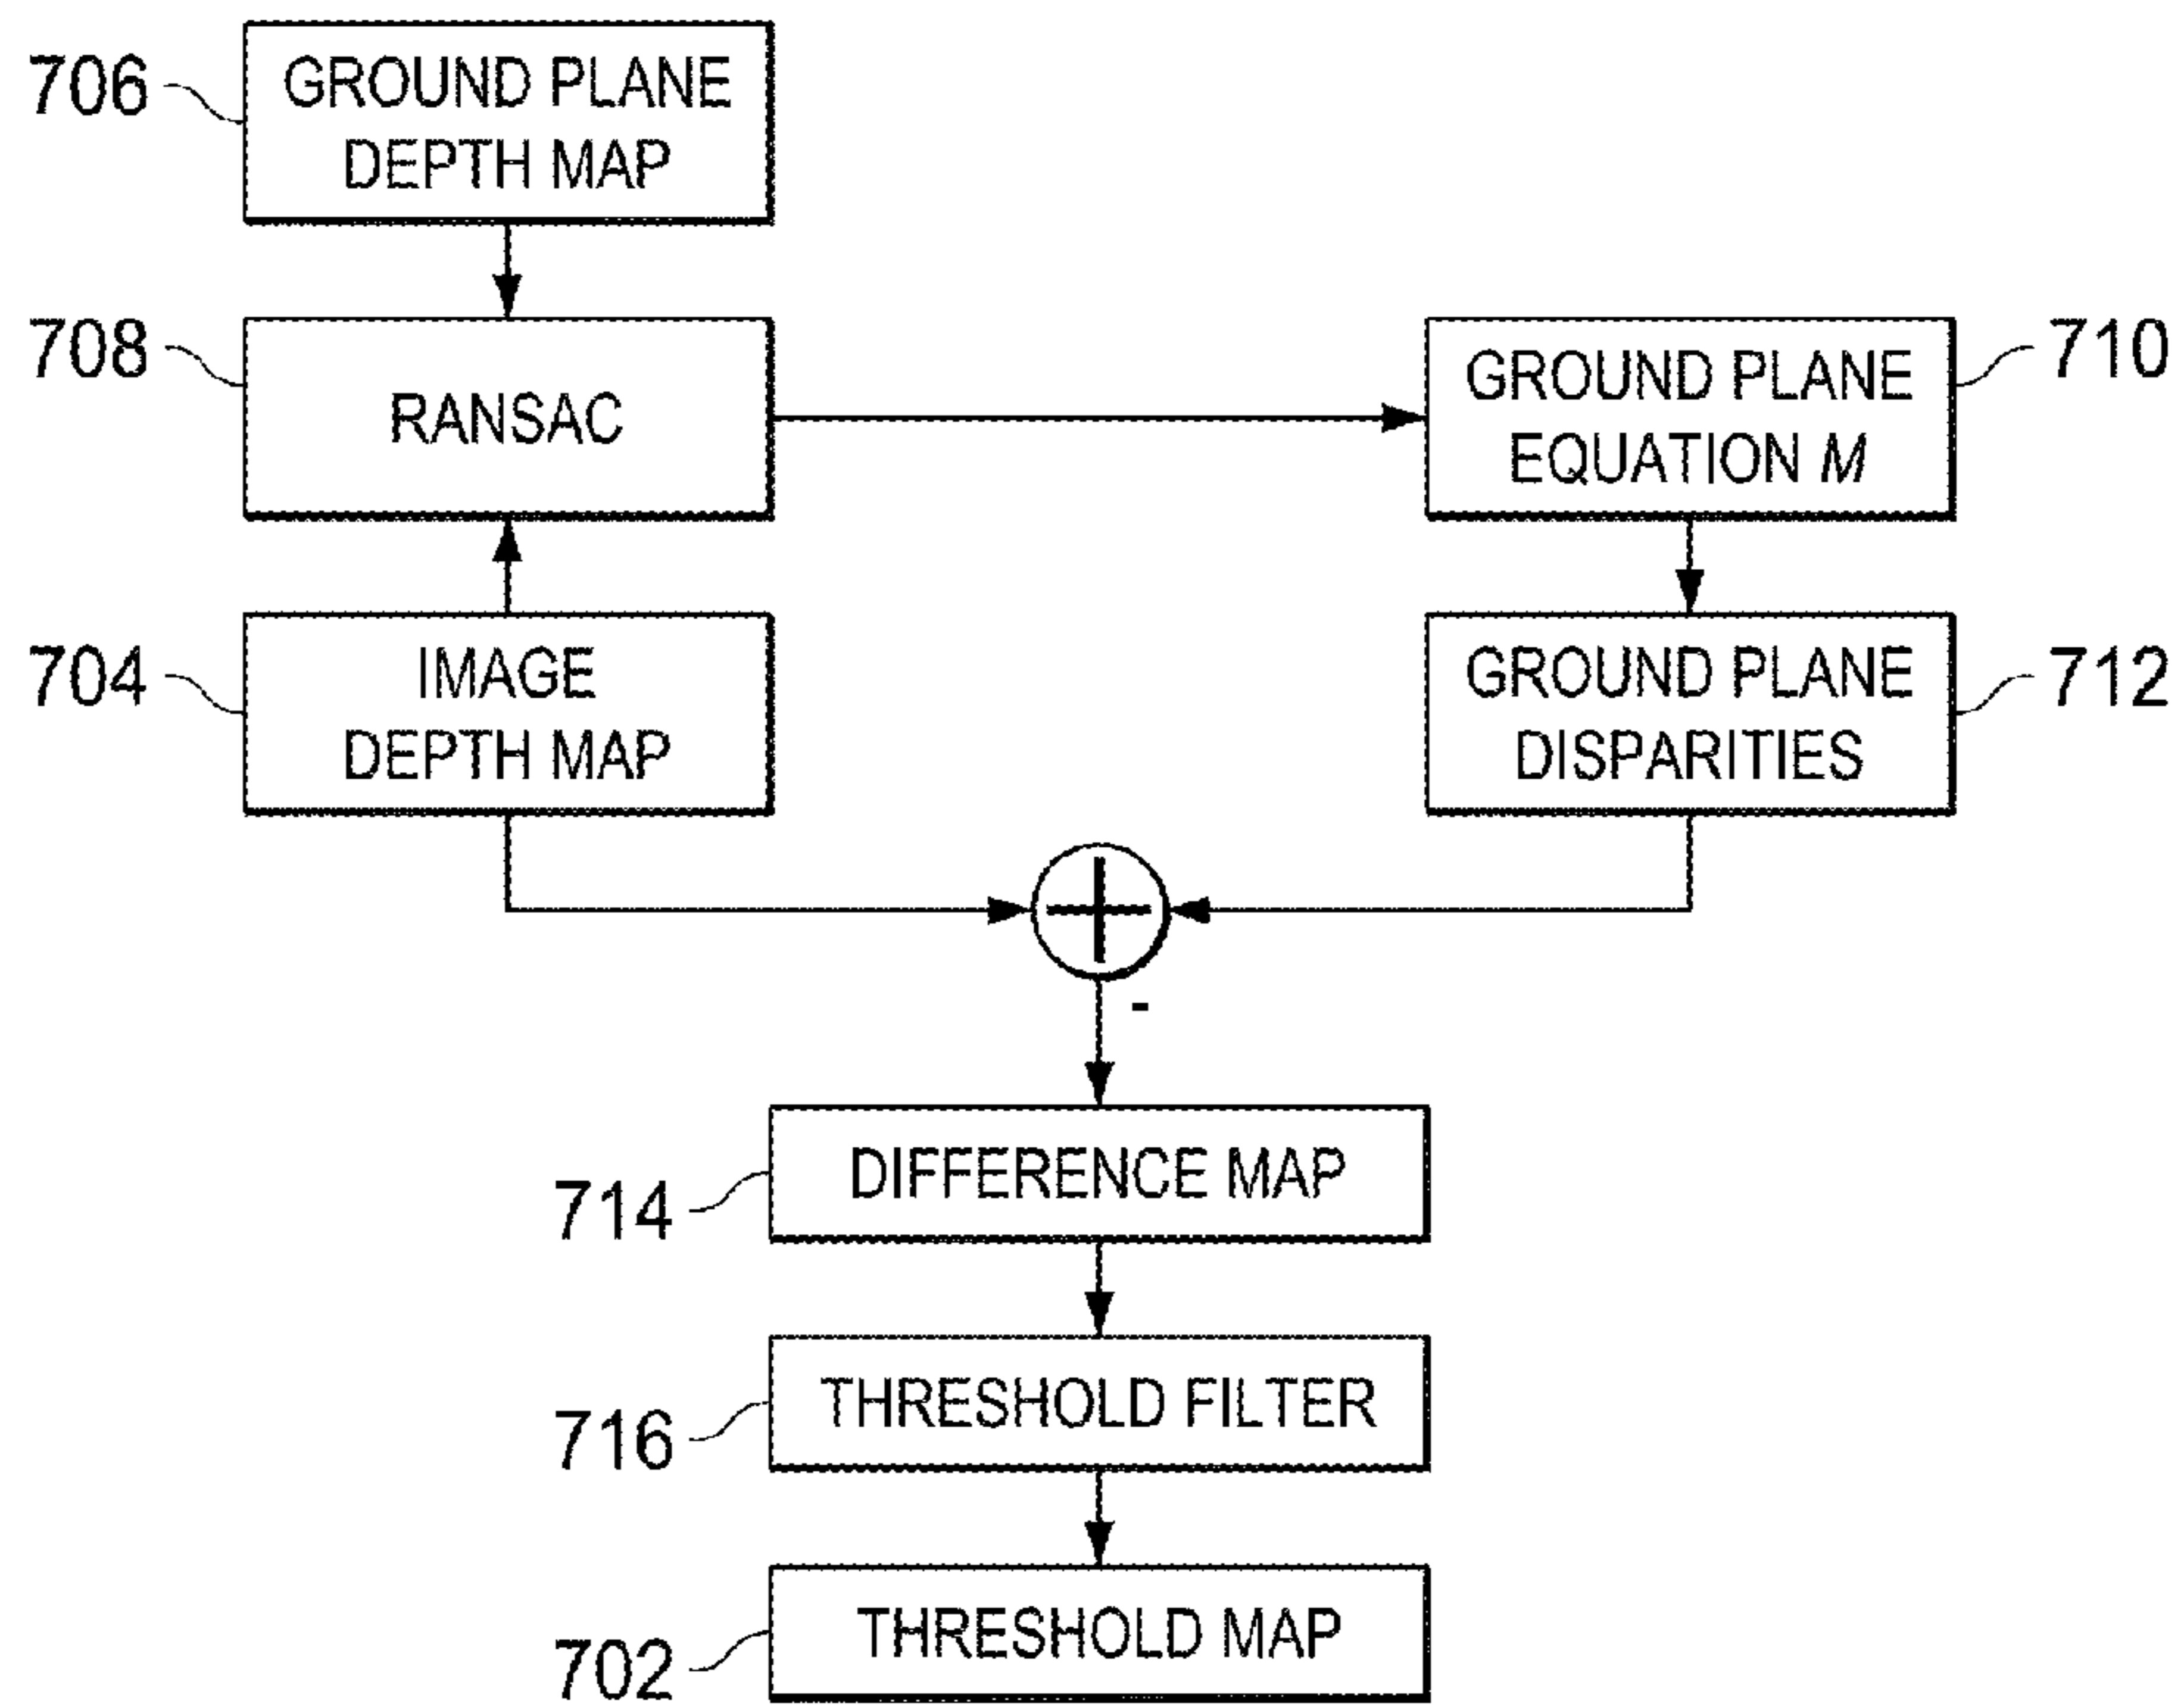 706
GROUND PLANE
DEPTH MAP
708
RANSAC
GROUND PLANE
EQUATION M
710
704
IMAGE
DEPTH MAP
GROUND PLANE
DISPARITIES
712
-
714
DIFFERENCE MAP
716
THRESHOLD FILTER
702
THRESHOLD MAP